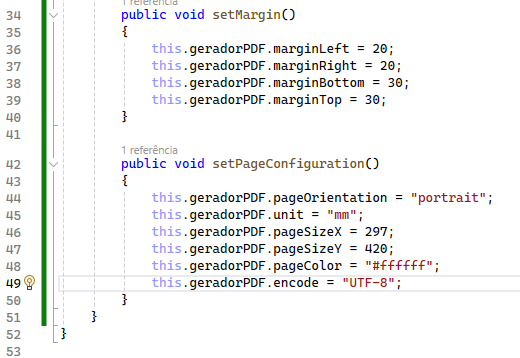 1 referência
34 public void setMargin()
35 {
36 this.geradorPDF.marginLeft = 20;
37 this.geradorPDF.marginRight = 20;
38 this.geradorPDF.marginBottom = 30;
39 this.geradorPDF.marginTop = 30;
40 }
41
1 referência
42 public void setPageConfiguration()
43 {
44 this.geradorPDF.pageOrientation = "portrait";
45 this.geradorPDF.unit = "mm";
46 this.geradorPDF.pageSizeX = 297;
47 this.geradorPDF.pageSizeY = 420;
48 this.geradorPDF.pageColor = "#ffffff";
49 this.geradorPDF.encode = "UTF-8";
50 }
51 }
52 }
53